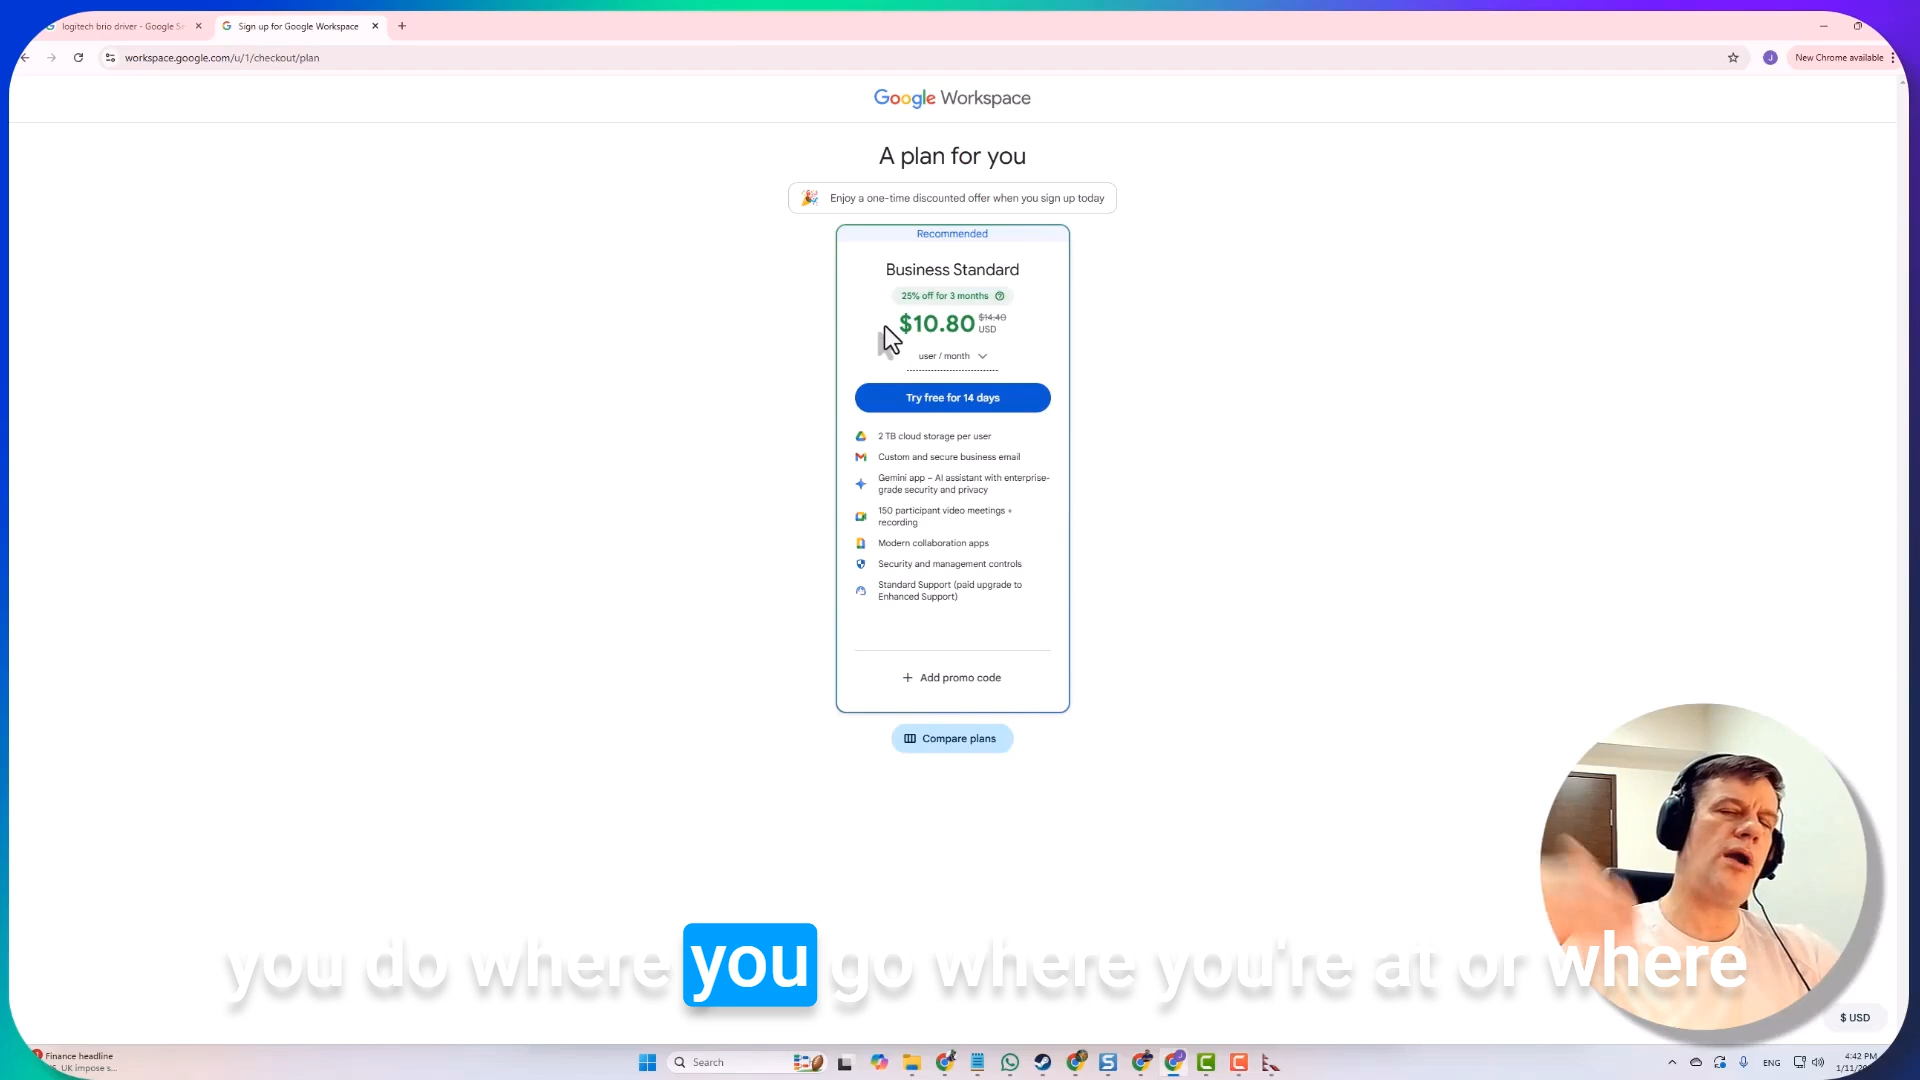 logitech brio driver - Google Se
Sign up for Google Workspace
workspace.google.com/u/1/checkout/plan
J
New Chrome available
Google Workspace
A plan for you
Enjoy a one-time discounted offer when you sign up today
Recommended
Business Standard
25% off for 3 months
$10.80 $14.40 USD
user / month
Try free for 14 days
2 TB cloud storage per user
Custom and secure business email
Gemini app – AI assistant with enterprise-
grade security and privacy
150 participant video meetings +
recording
Modern collaboration apps
Security and management controls
Standard Support (paid upgrade to
Enhanced Support)
Add promo code
Compare plans
you do where you go where you're at or where
$ USD
Finance headline
UK impose s...
Search
ENG
4:42 PM
1/11/20